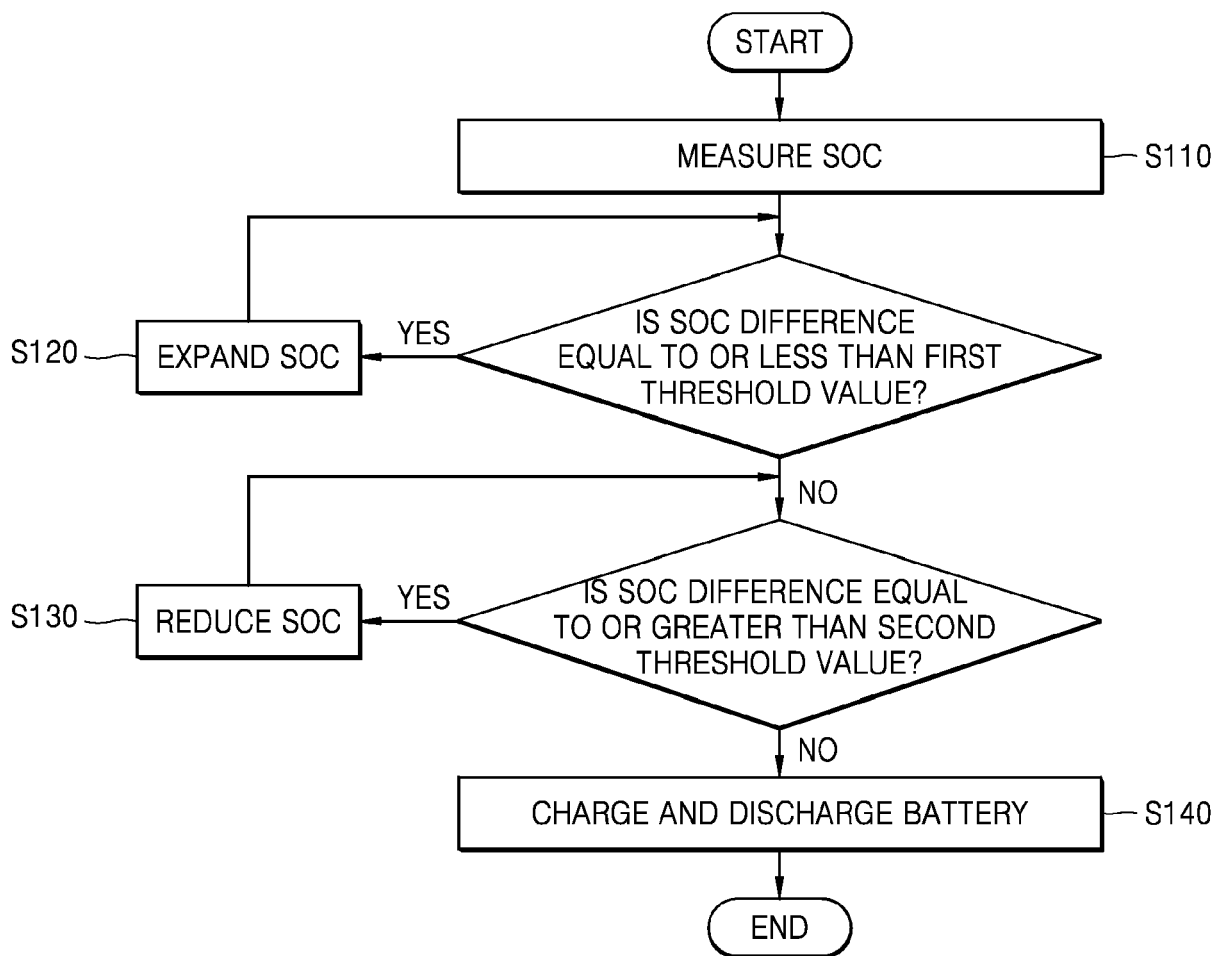 START
MEASURE SOC
S110
IS SOC DIFFERENCE
EQUAL TO OR LESS THAN FIRST
THRESHOLD VALUE?
YES
EXPAND SOC
S120
NO
IS SOC DIFFERENCE EQUAL
TO OR GREATER THAN SECOND
THRESHOLD VALUE?
YES
REDUCE SOC
S130
NO
CHARGE AND DISCHARGE BATTERY
S140
END